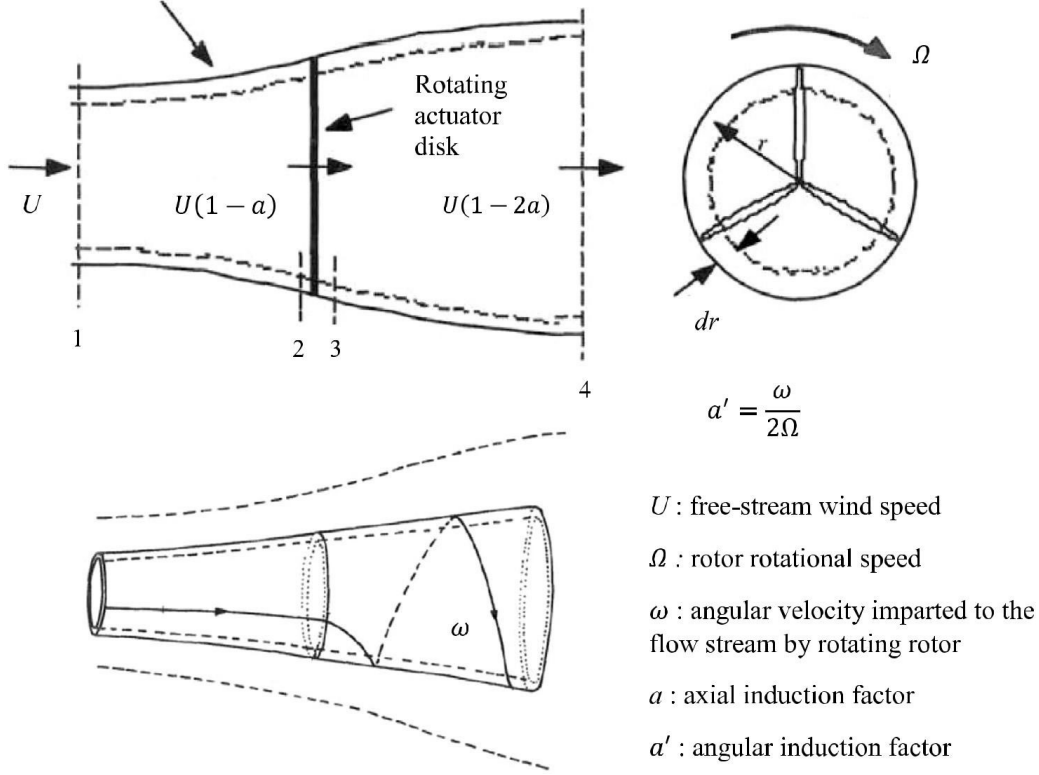 Ω
Rotating
actuator
disk
r
U
U(1 − a)
U(1 − 2a)
dr
1
2
3
4
a′ = ω / 2Ω
U : free-stream wind speed
Ω : rotor rotational speed
ω : angular velocity imparted to the
flow stream by rotating rotor
ω
a : axial induction factor
a′ : angular induction factor